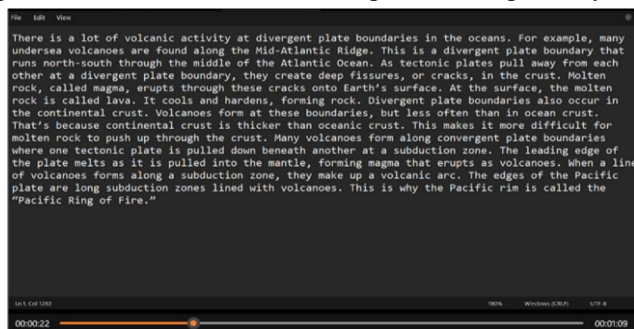 File Edit View
There is a lot of volcanic activity at divergent plate boundaries in the oceans. For example, many
undersea volcanoes are found along the Mid-Atlantic Ridge. This is a divergent plate boundary that
runs north-south through the middle of the Atlantic Ocean. As tectonic plates pull away from each
other at a divergent plate boundary, they create deep fissures, or cracks, in the crust. Molten
rock, called magma, erupts through these cracks onto Earth’s surface. At the surface, the molten
rock is called lava. It cools and hardens, forming rock. Divergent plate boundaries also occur in
the continental crust. Volcanoes form at these boundaries, but less often than in ocean crust.
That’s because continental crust is thicker than oceanic crust. This makes it more difficult for
molten rock to push up through the crust. Many volcanoes form along convergent plate boundaries
where one tectonic plate is pulled down beneath another at a subduction zone. The leading edge of
the plate melts as it is pulled into the mantle, forming magma that erupts as volcanoes. When a line
of volcanoes forms along a subduction zone, they make up a volcanic arc. The edges of the Pacific
plate are long subduction zones lined with volcanoes. This is why the Pacific rim is called the
“Pacific Ring of Fire.”
Ln 1, Col 1292 190% Windows (CRLF) UTF-8
00:00:22 00:01:09